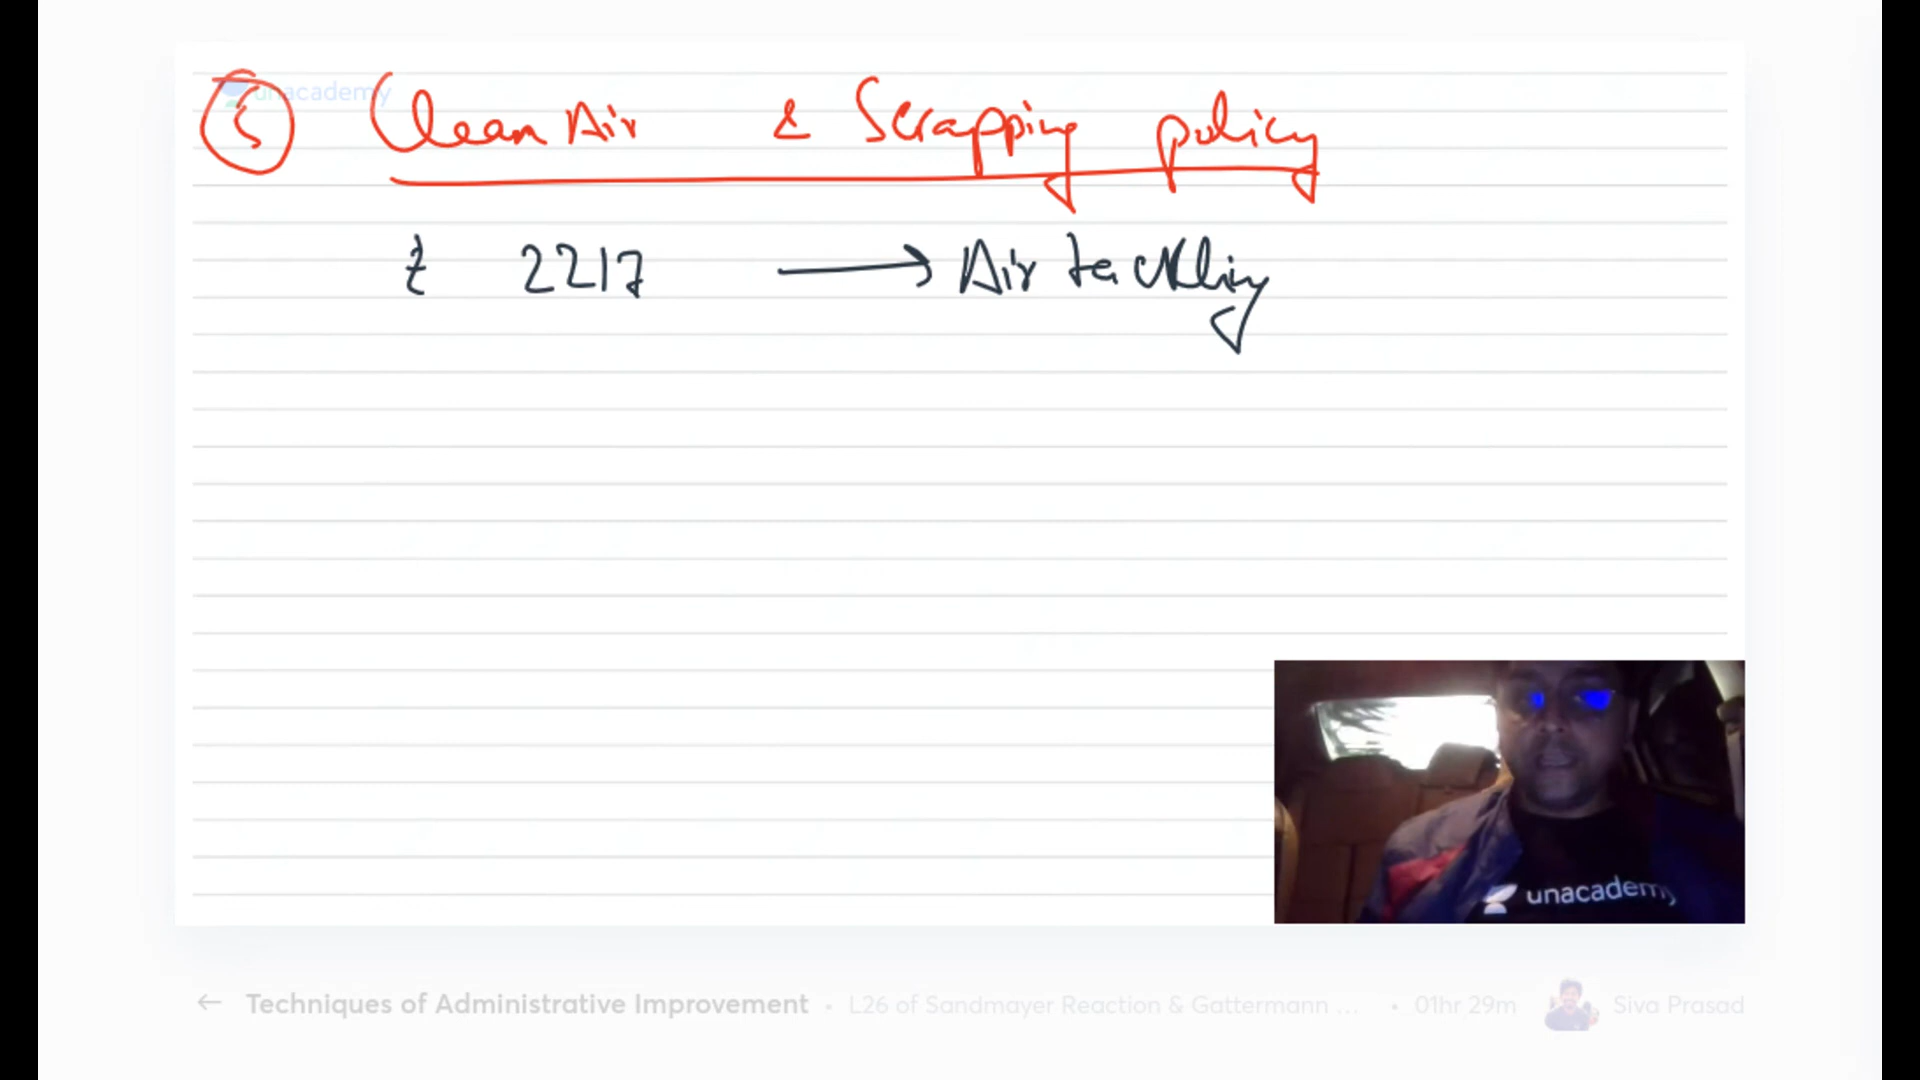 unacademy
5 Clean Air & Scrapping policy
₹ 2217 → Air tackling
unacademy
← Techniques of Administrative Improvement • L26 of Sandmayer Reaction & Gattermann ... • 01hr 29m Siva Prasad